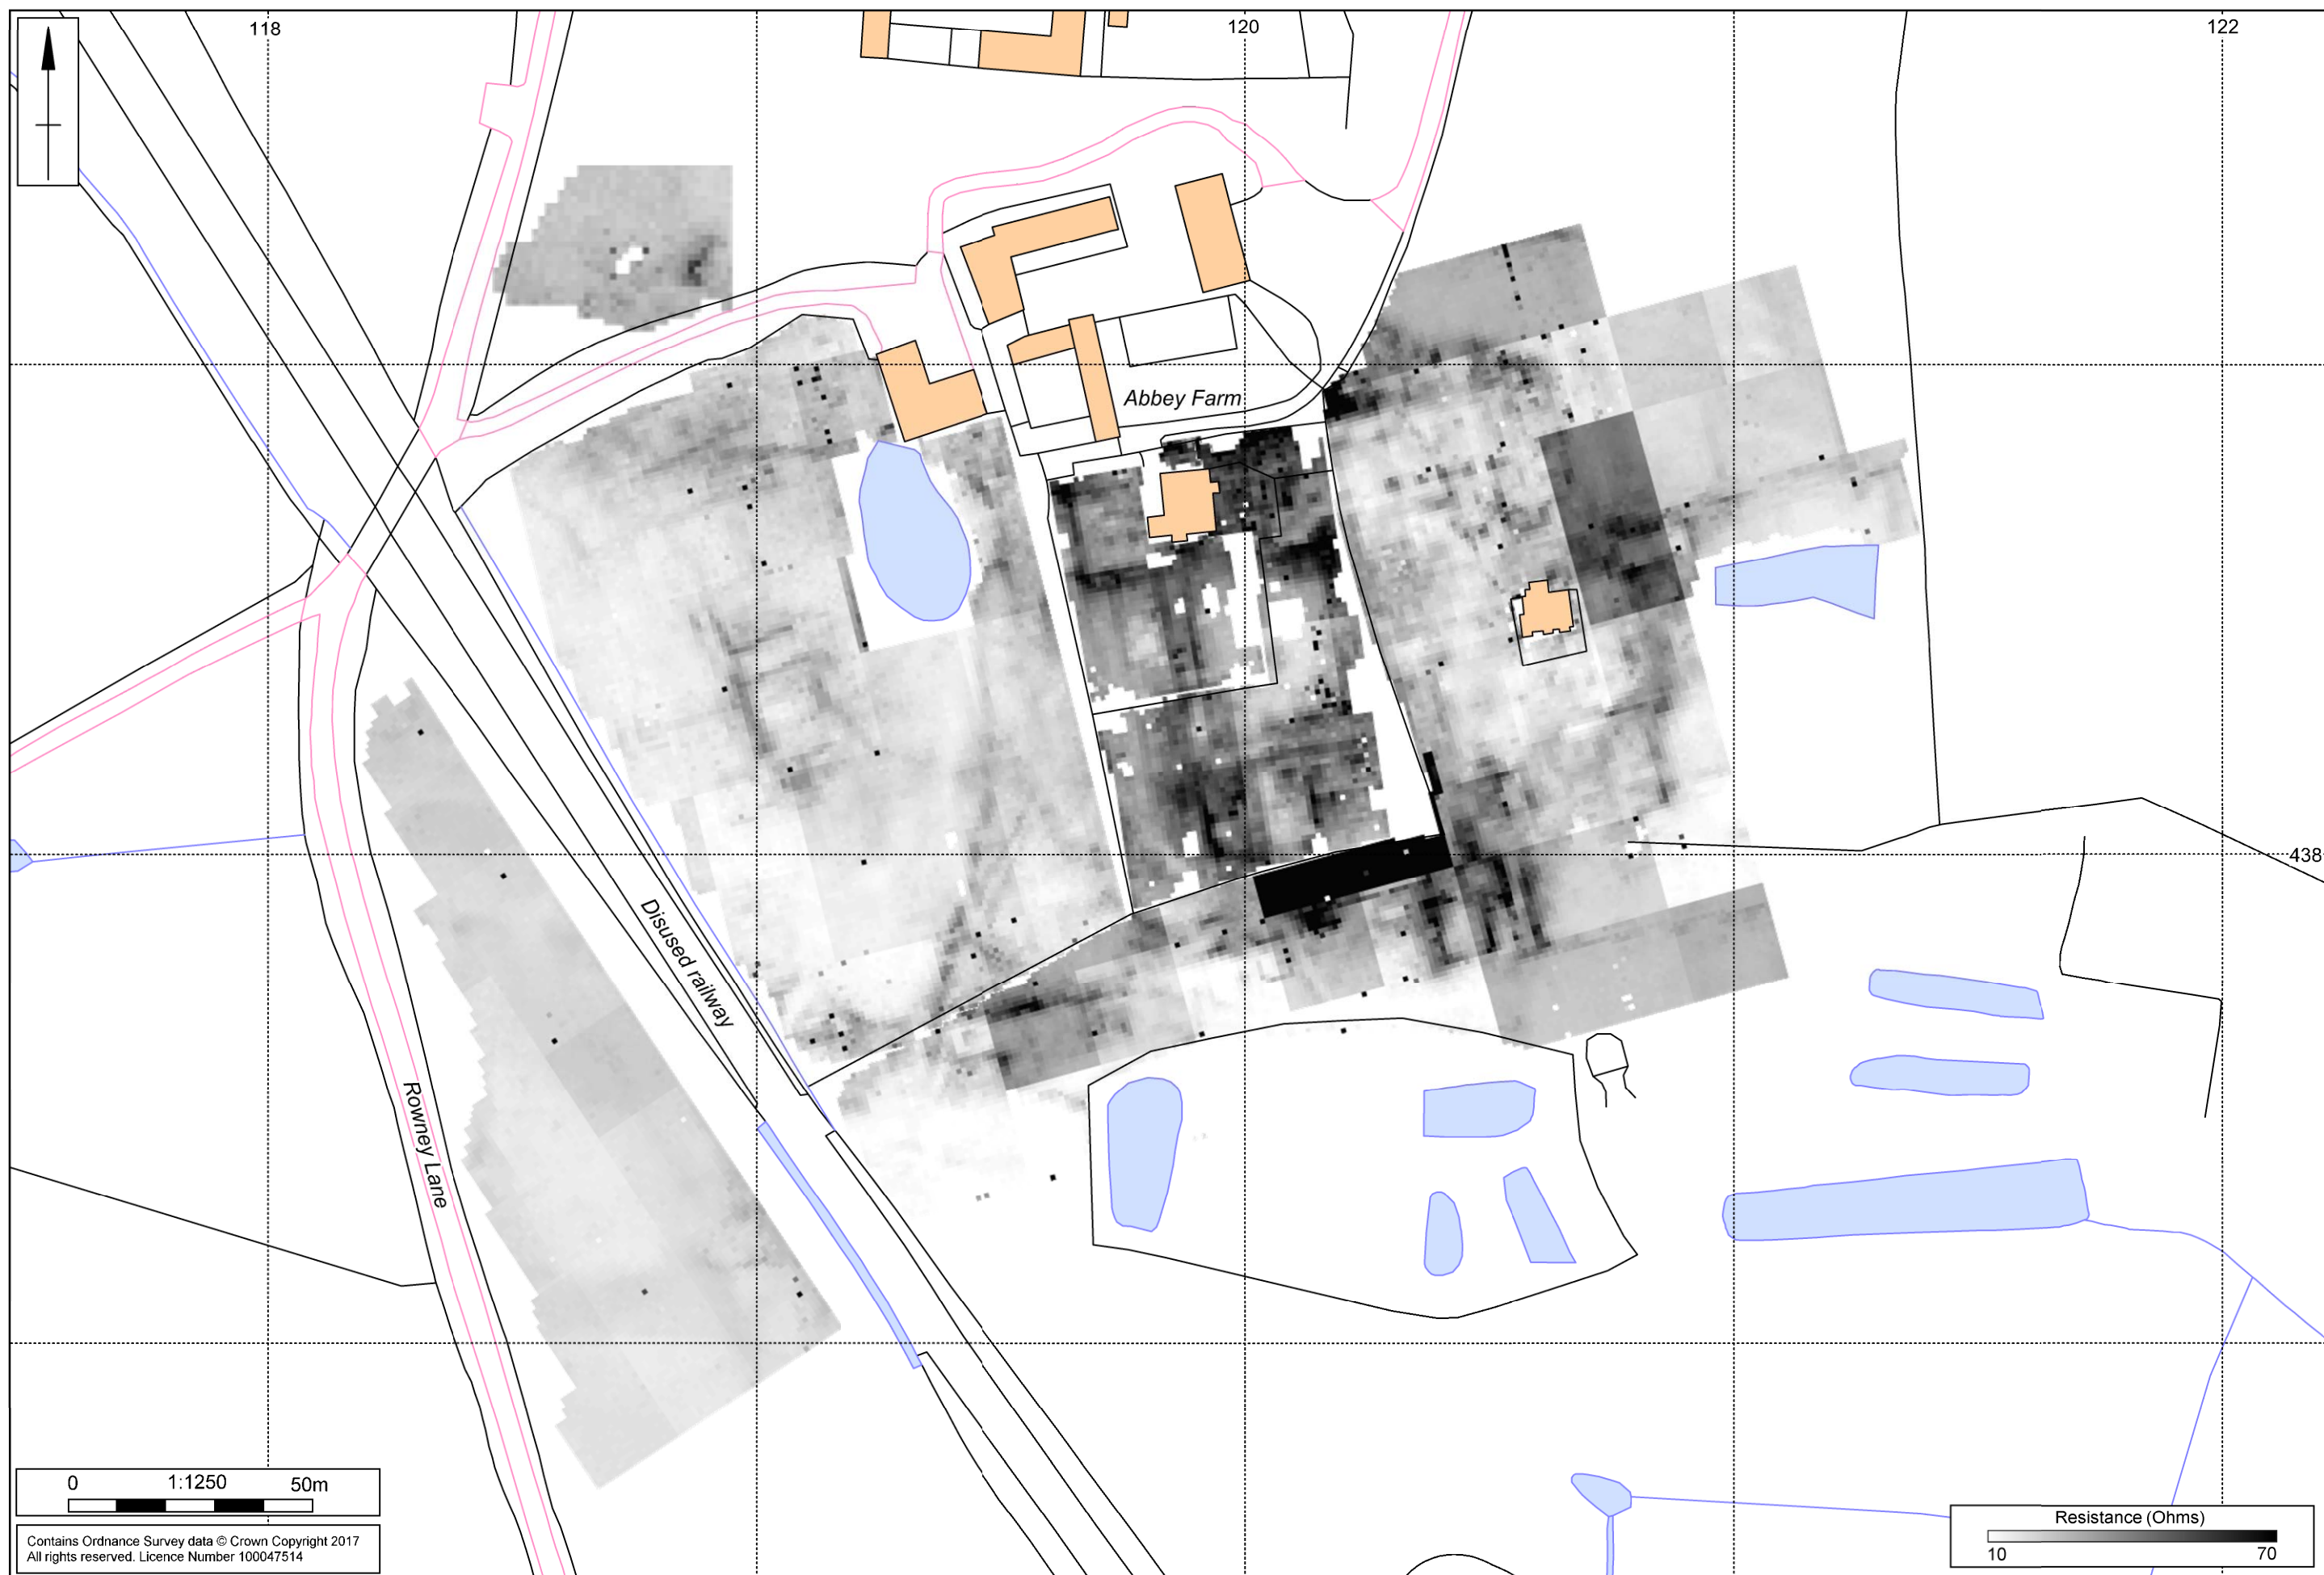 118
120
122
Abbey Farm
438
Disused railway
Rowney Lane
0
1:1250
50m
Contains Ordnance Survey data © Crown Copyright 2017
All rights reserved. Licence Number 100047514
Resistance (Ohms)
10
70